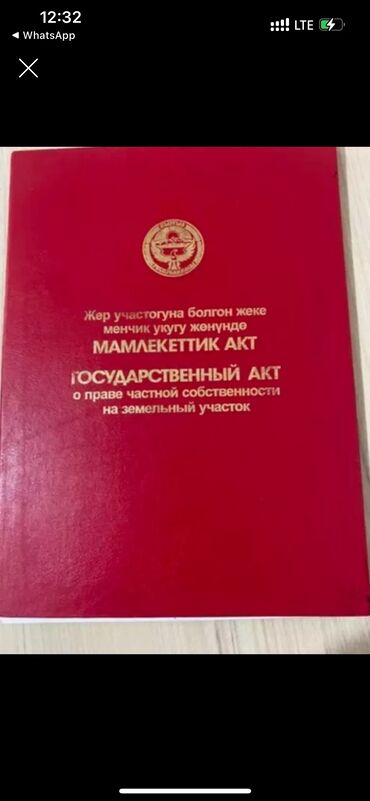 12:32
LTE
◀ WhatsApp
Жер участогуна болгон жеке
менчик укугу жөнүндө
МАМЛЕКЕТТИК АКТ
ГОСУДАРСТВЕННЫЙ АКТ
о праве частной собственности
на земельный участок